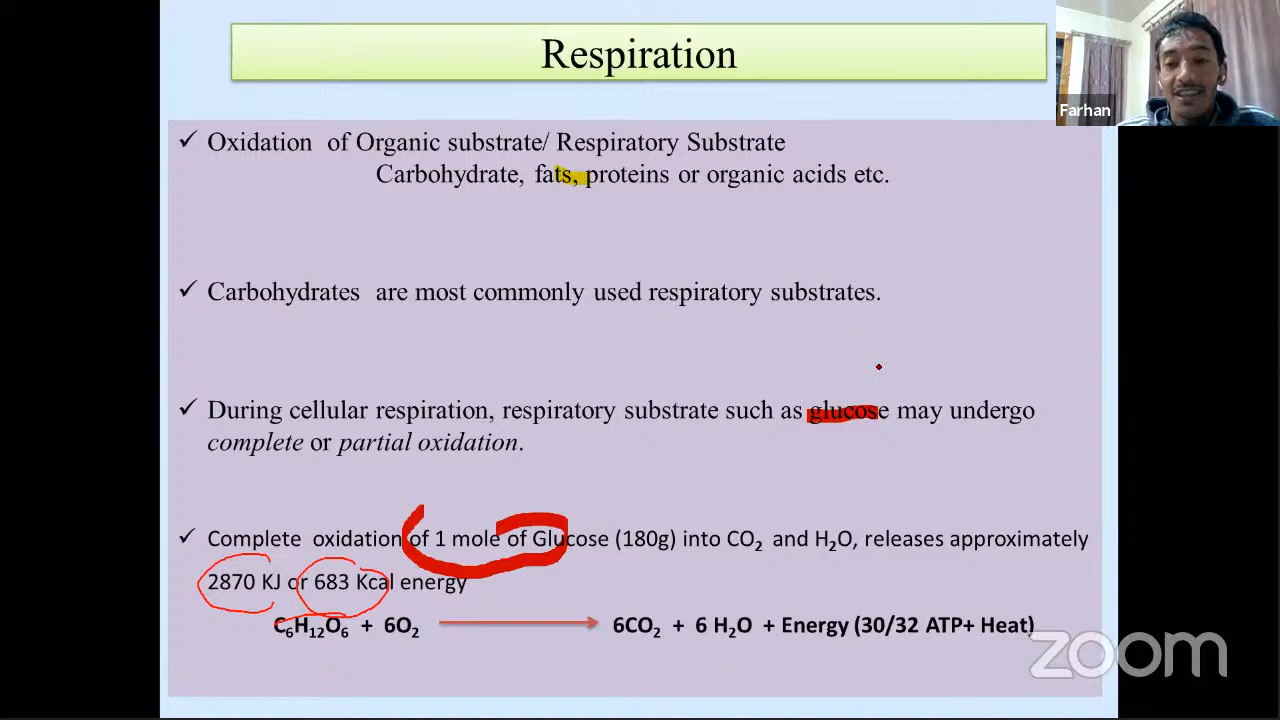 Respiration
Farhan
✓ Oxidation of Organic substrate/ Respiratory Substrate
Carbohydrate, fats, proteins or organic acids etc.
✓ Carbohydrates are most commonly used respiratory substrates.
✓ During cellular respiration, respiratory substrate such as glucose may undergo
complete or partial oxidation.
✓ Complete oxidation of 1 mole of Glucose (180g) into CO₂ and H₂O, releases approximately
2870 KJ or 683 Kcal energy
C₆H₁₂O₆ + 6O₂ → 6CO₂ + 6 H₂O + Energy (30/32 ATP+ Heat)
zoom